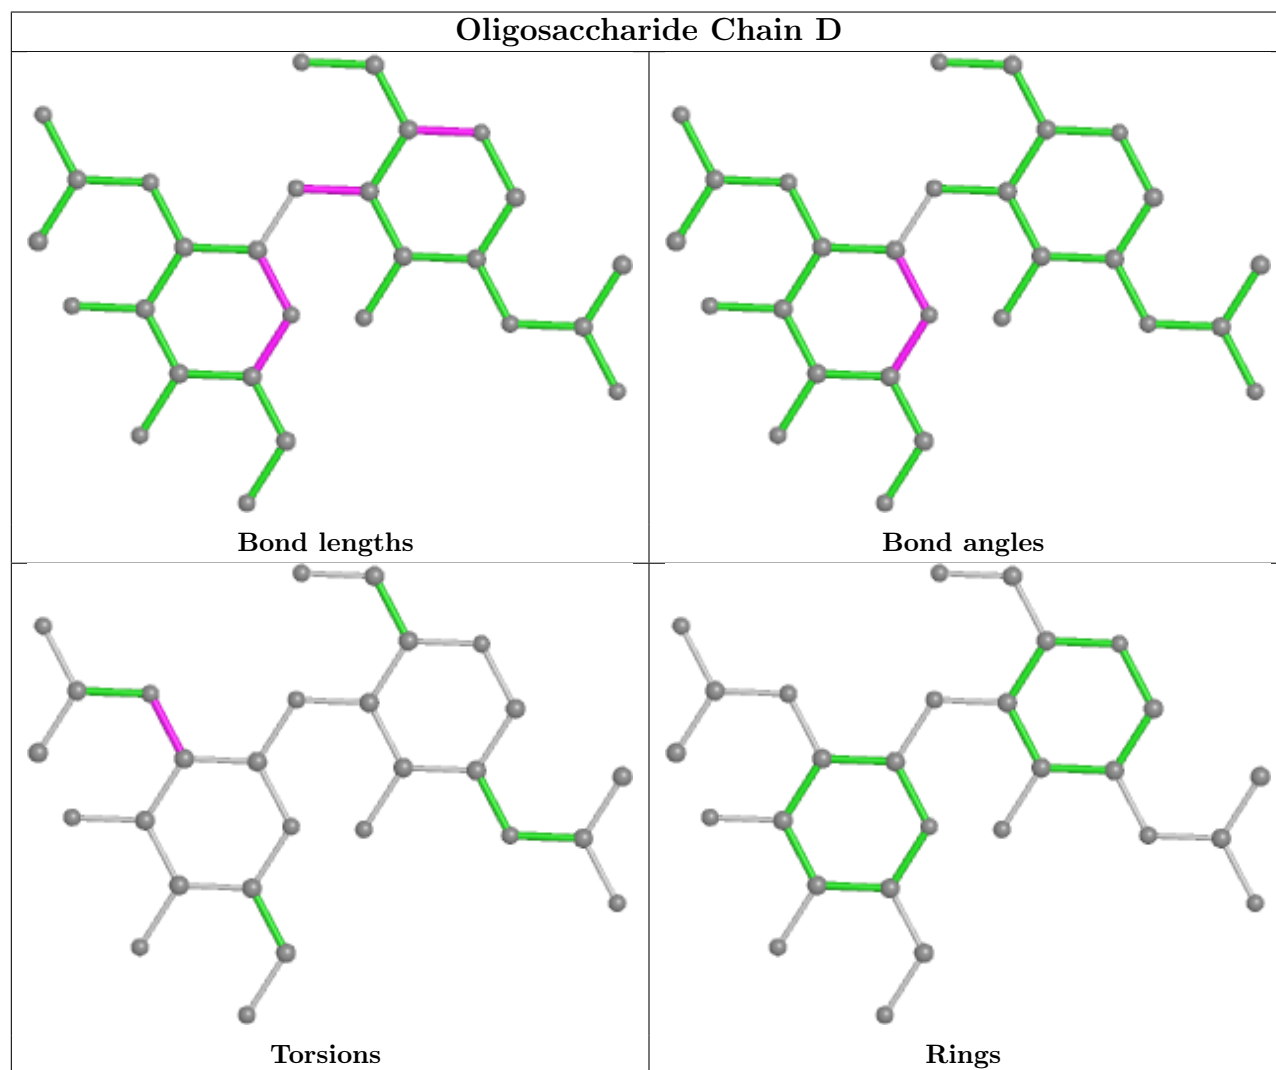 Oligosaccharide Chain D
Bond lengths
Bond angles
Torsions
Rings